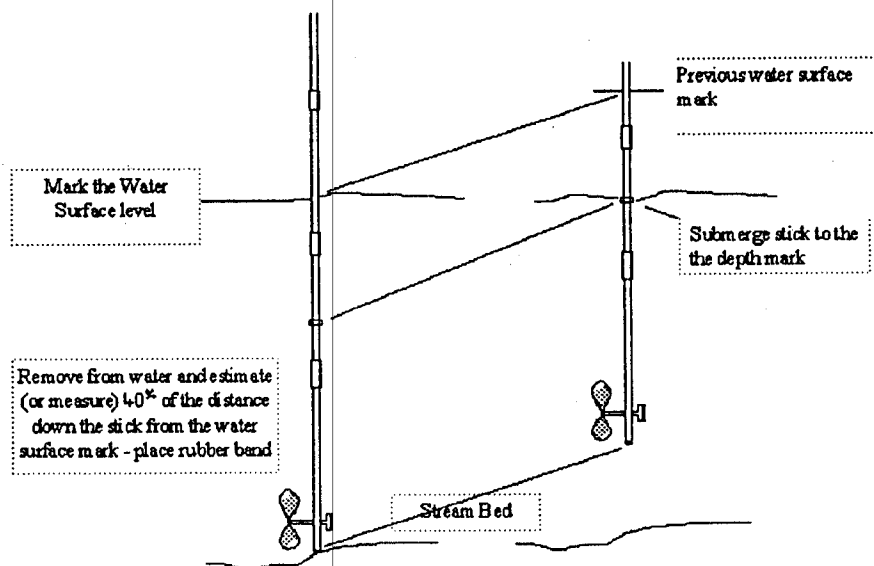 Previous water surface
mark
Mark the Water
Surface level
Submerge stick to the
the depth mark
Remove from water and estimate
(or measure) 40% of the distance
down the stick from the water
surface mark - place rubber band
Stream Bed